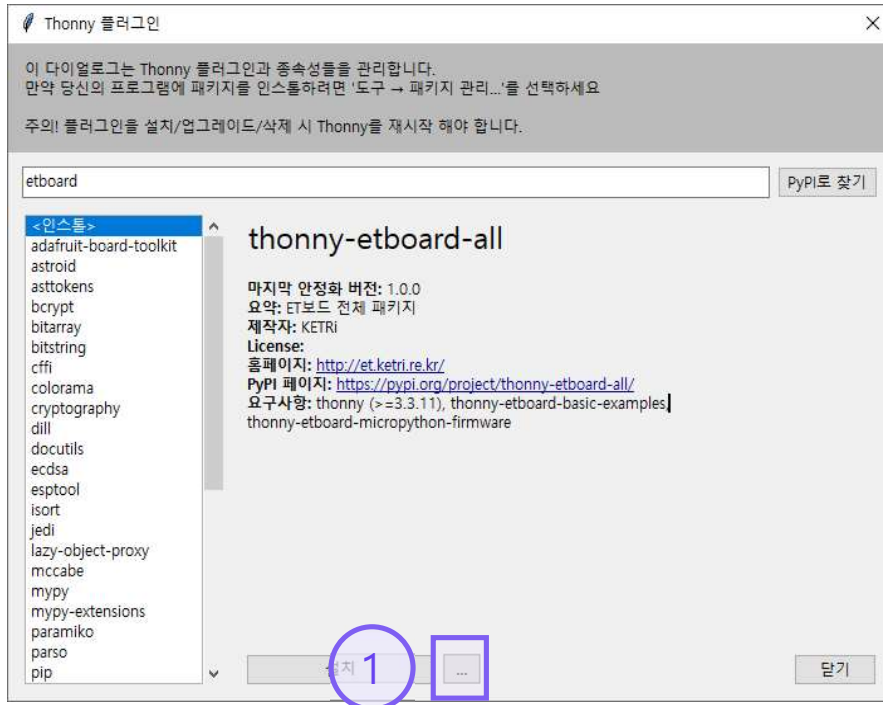 Thonny 플러그인
이 다이얼로그는 Thonny 플러그인과 종속성들을 관리합니다.
만약 당신의 프로그램에 패키지를 인스톨하려면 '도구 → 패키지 관리...'를 선택하세요
주의! 플러그인을 설치/업그레이드/삭제 시 Thonny를 재시작 해야 합니다.
etboard
PyPI로 찾기
<인스톨>
adafruit-board-toolkit
astroid
asttokens
bcrypt
bitarray
bitstring
cffi
colorama
cryptography
dill
docutils
ecdsa
esptool
isort
jedi
lazy-object-proxy
mccabe
mypy
mypy-extensions
paramiko
parso
pip
thonny-etboard-all
마지막 안정화 버전: 1.0.0
요약: ET보드 전체 패키지
제작자: KETRi
License:
홈페이지: http://et.ketri.re.kr/
PyPI 페이지: https://pypi.org/project/thonny-etboard-all/
요구사항: thonny (>=3.3.11), thonny-etboard-basic-examples,
thonny-etboard-micropython-firmware
설치
1
...
닫기